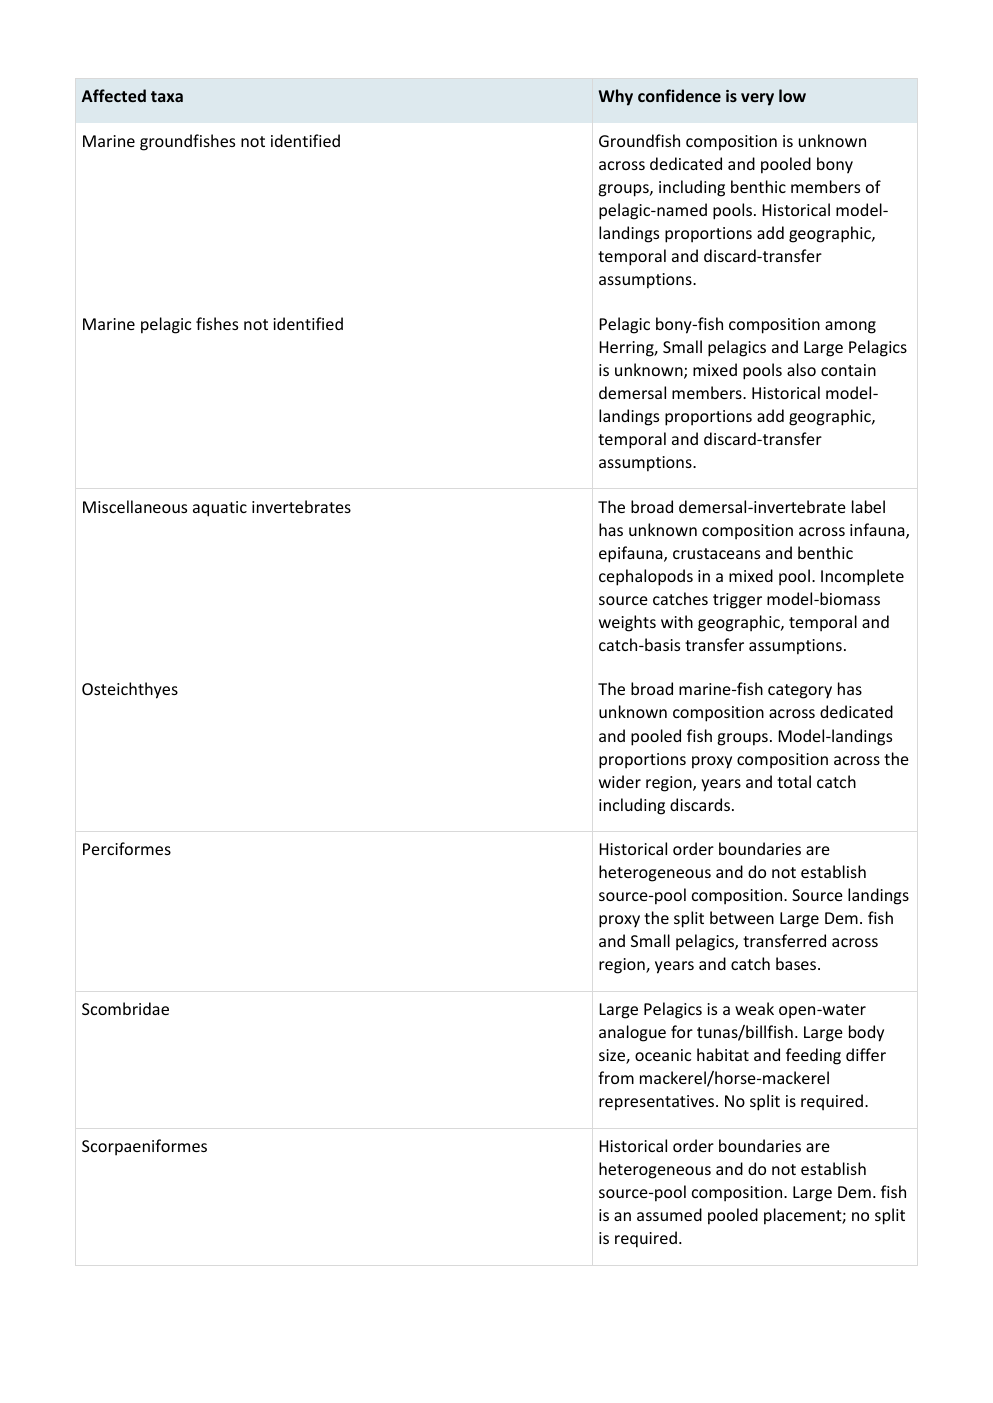 Affected taxa
Why confidence is very low
Marine groundfishes not identified
Groundfish composition is unknown
across dedicated and pooled bony
groups, including benthic members of
pelagic-named pools. Historical model-
landings proportions add geographic,
temporal and discard-transfer
assumptions.
Marine pelagic fishes not identified
Pelagic bony-fish composition among
Herring, Small pelagics and Large Pelagics
is unknown; mixed pools also contain
demersal members. Historical model-
landings proportions add geographic,
temporal and discard-transfer
assumptions.
Miscellaneous aquatic invertebrates
The broad demersal-invertebrate label
has unknown composition across infauna,
epifauna, crustaceans and benthic
cephalopods in a mixed pool. Incomplete
source catches trigger model-biomass
weights with geographic, temporal and
catch-basis transfer assumptions.
Osteichthyes
The broad marine-fish category has
unknown composition across dedicated
and pooled fish groups. Model-landings
proportions proxy composition across the
wider region, years and total catch
including discards.
Perciformes
Historical order boundaries are
heterogeneous and do not establish
source-pool composition. Source landings
proxy the split between Large Dem. fish
and Small pelagics, transferred across
region, years and catch bases.
Scombridae
Large Pelagics is a weak open-water
analogue for tunas/billfish. Large body
size, oceanic habitat and feeding differ
from mackerel/horse-mackerel
representatives. No split is required.
Scorpaeniformes
Historical order boundaries are
heterogeneous and do not establish
source-pool composition. Large Dem. fish
is an assumed pooled placement; no split
is required.